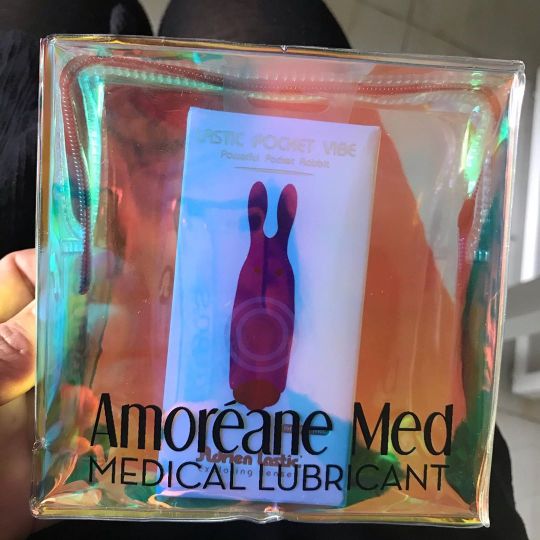 LASTIC POCKET VIBE
Powerful Pocket Rabbit
Amoréane Med
Adrien Lastic
MEDICAL LUBRICANT